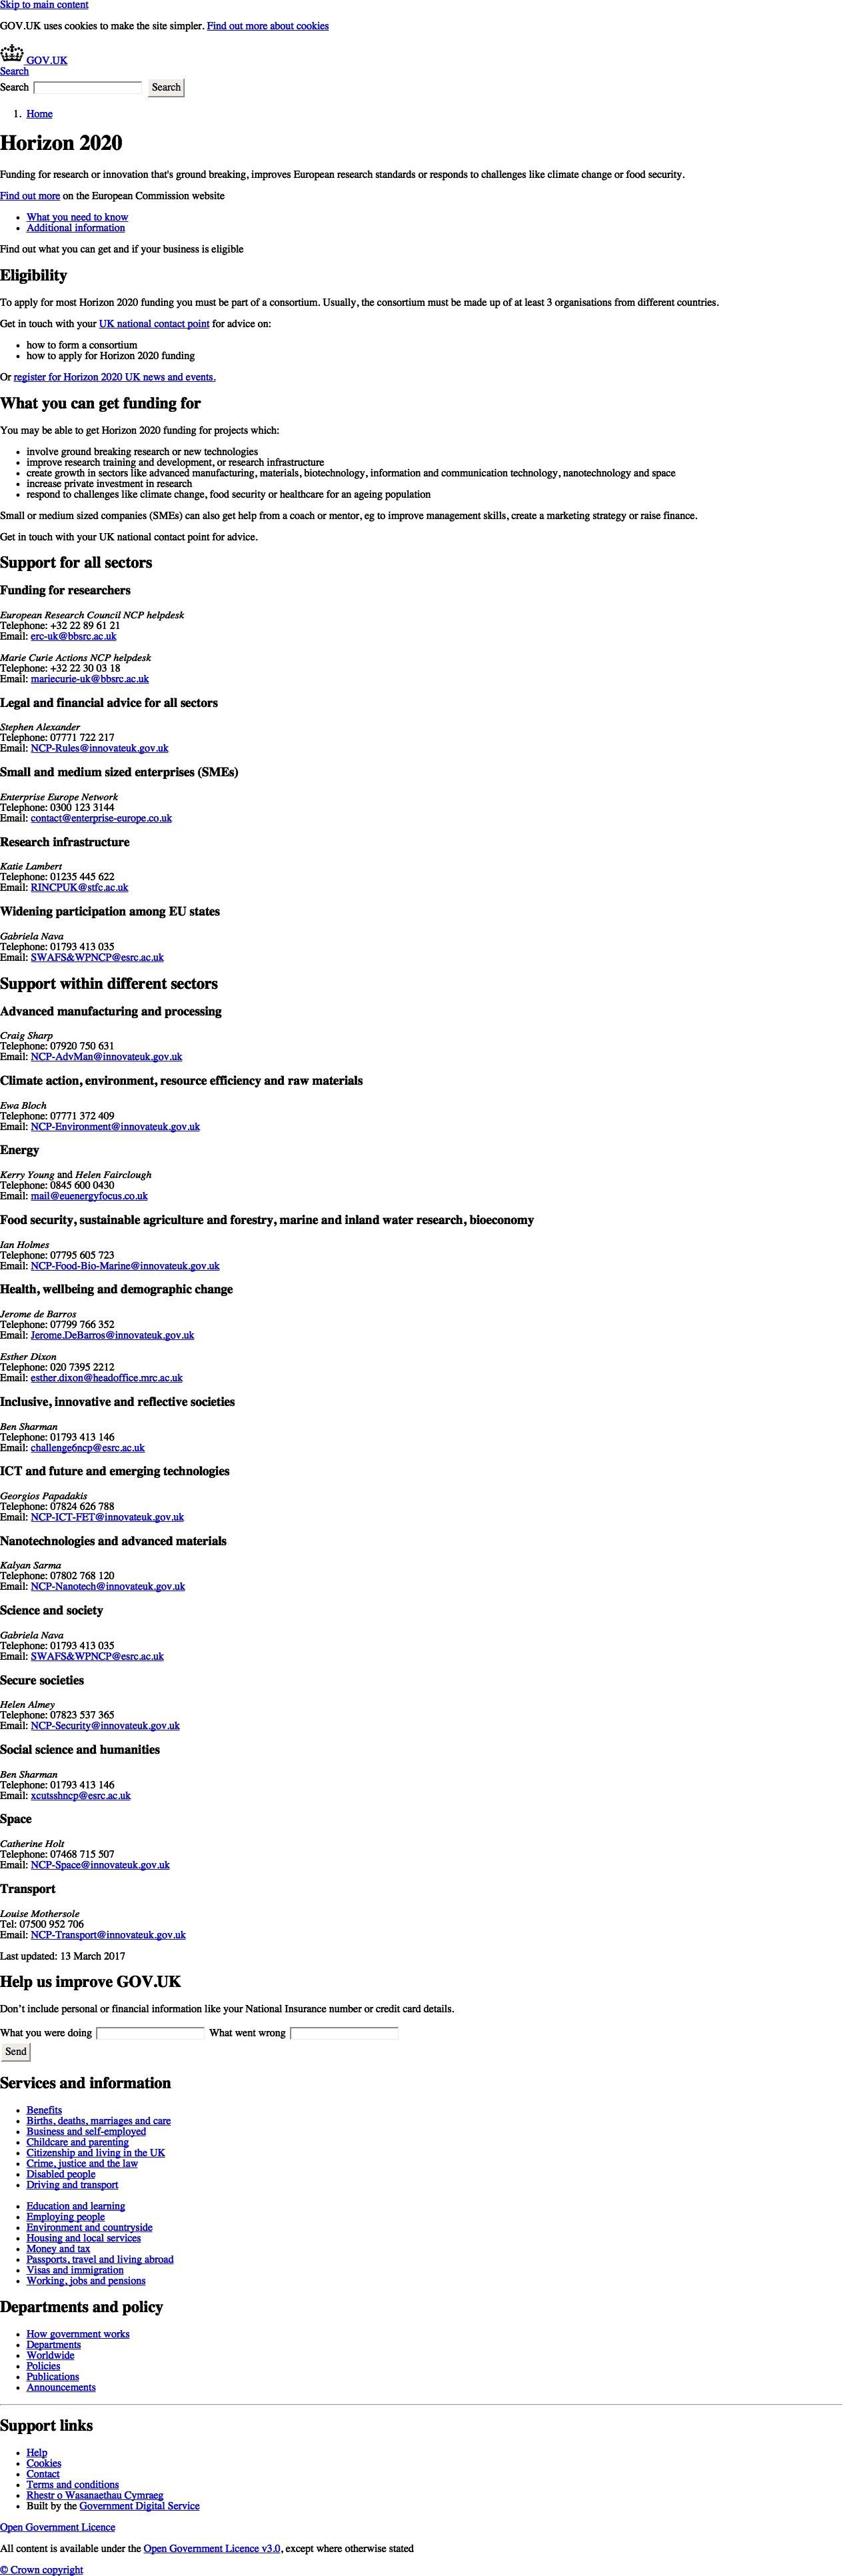 Skip to main content
GOV.UK uses cookies to make the site simpler. Find out more about cookies
GOV.UK
Search
Search Search
1. Home
Horizon 2020
Funding for research or innovation that's ground breaking, improves European research standards or responds to challenges like climate change or food security.
Find out more on the European Commission website
• What you need to know
• Additional information
Find out what you can get and if your business is eligible
Eligibility
To apply for most Horizon 2020 funding you must be part of a consortium. Usually, the consortium must be made up of at least 3 organisations from different countries.
Get in touch with your UK national contact point for advice on:
• how to form a consortium
• how to apply for Horizon 2020 funding
Or register for Horizon 2020 UK news and events.
What you can get funding for
You may be able to get Horizon 2020 funding for projects which:
• involve ground breaking research or new technologies
• improve research training and development, or research infrastructure
• create growth in sectors like advanced manufacturing, materials, biotechnology, information and communication technology, nanotechnology and space
• increase private investment in research
• respond to challenges like climate change, food security or healthcare for an ageing population
Small or medium sized companies (SMEs) can also get help from a coach or mentor, eg to improve management skills, create a marketing strategy or raise finance.
Get in touch with your UK national contact point for advice.
Support for all sectors
Funding for researchers
European Research Council NCP helpdesk
Telephone: +32 22 89 61 21
Email: erc-uk@bbsrc.ac.uk
Marie Curie Actions NCP helpdesk
Telephone: +32 22 30 03 18
Email: mariecurie-uk@bbsrc.ac.uk
Legal and financial advice for all sectors
Stephen Alexander
Telephone: 07771 722 217
Email: NCP-Rules@innovateuk.gov.uk
Small and medium sized enterprises (SMEs)
Enterprise Europe Network
Telephone: 0300 123 3144
Email: contact@enterprise-europe.co.uk
Research infrastructure
Katie Lambert
Telephone: 01235 445 622
Email: RINCPUK@stfc.ac.uk
Widening participation among EU states
Gabriela Nava
Telephone: 01793 413 035
Email: SWAFS&WPNCP@esrc.ac.uk
Support within different sectors
Advanced manufacturing and processing
Craig Sharp
Telephone: 07920 750 631
Email: NCP-AdvMan@innovateuk.gov.uk
Climate action, environment, resource efficiency and raw materials
Ewa Bloch
Telephone: 07771 372 409
Email: NCP-Environment@innovateuk.gov.uk
Energy
Kerry Young and Helen Fairclough
Telephone: 0845 600 0430
Email: mail@euenergyfocus.co.uk
Food security, sustainable agriculture and forestry, marine and inland water research, bioeconomy
Ian Holmes
Telephone: 07795 605 723
Email: NCP-Food-Bio-Marine@innovateuk.gov.uk
Health, wellbeing and demographic change
Jerome de Barros
Telephone: 07799 766 352
Email: Jerome.DeBarros@innovateuk.gov.uk
Esther Dixon
Telephone: 020 7395 2212
Email: esther.dixon@headoffice.mrc.ac.uk
Inclusive, innovative and reflective societies
Ben Sharman
Telephone: 01793 413 146
Email: challenge6ncp@esrc.ac.uk
ICT and future and emerging technologies
Georgios Papadakis
Telephone: 07824 626 788
Email: NCP-ICT-FET@innovateuk.gov.uk
Nanotechnologies and advanced materials
Kalyan Sarma
Telephone: 07802 768 120
Email: NCP-Nanotech@innovateuk.gov.uk
Science and society
Gabriela Nava
Telephone: 01793 413 035
Email: SWAFS&WPNCP@esrc.ac.uk
Secure societies
Helen Almey
Telephone: 07823 537 365
Email: NCP-Security@innovateuk.gov.uk
Social science and humanities
Ben Sharman
Telephone: 01793 413 146
Email: xcutsshncp@esrc.ac.uk
Space
Catherine Holt
Telephone: 07468 715 507
Email: NCP-Space@innovateuk.gov.uk
Transport
Louise Mothersole
Tel: 07500 952 706
Email: NCP-Transport@innovateuk.gov.uk
Last updated: 13 March 2017
Help us improve GOV.UK
Don’t include personal or financial information like your National Insurance number or credit card details.
What you were doing What went wrong
Send
Services and information
• Benefits
• Births, deaths, marriages and care
• Business and self-employed
• Childcare and parenting
• Citizenship and living in the UK
• Crime, justice and the law
• Disabled people
• Driving and transport
• Education and learning
• Employing people
• Environment and countryside
• Housing and local services
• Money and tax
• Passports, travel and living abroad
• Visas and immigration
• Working, jobs and pensions
Departments and policy
• How government works
• Departments
• Worldwide
• Policies
• Publications
• Announcements
Support links
• Help
• Cookies
• Contact
• Terms and conditions
• Rhestr o Wasanaethau Cymraeg
• Built by the Government Digital Service
Open Government Licence
All content is available under the Open Government Licence v3.0, except where otherwise stated
© Crown copyright